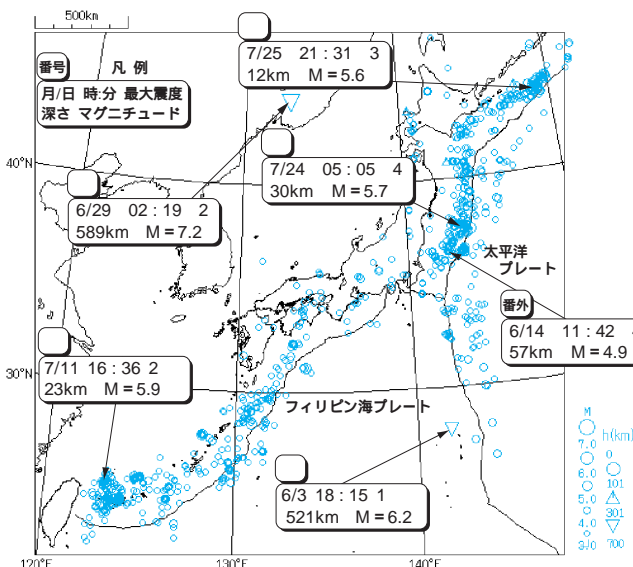 500km
番号
凡 例
月/日 時:分 最大震度
深さ マグニチュード
7/25 21:31 3
12km M=5.6
7/24 05:05 4
30km M=5.7
6/29 02:19 2
589km M=7.2
太平洋
プレート
番外
6/14 11:42
57km M=4.9
7/11 16:36 2
23km M=5.9
フィリピン海プレート
6/3 18:15 1
521km M=6.2
40°N
30°N
120°E
130°E
140°E
M
7.0
6.0
5.0
4.0
3.0
h(km)
0
101
301
700